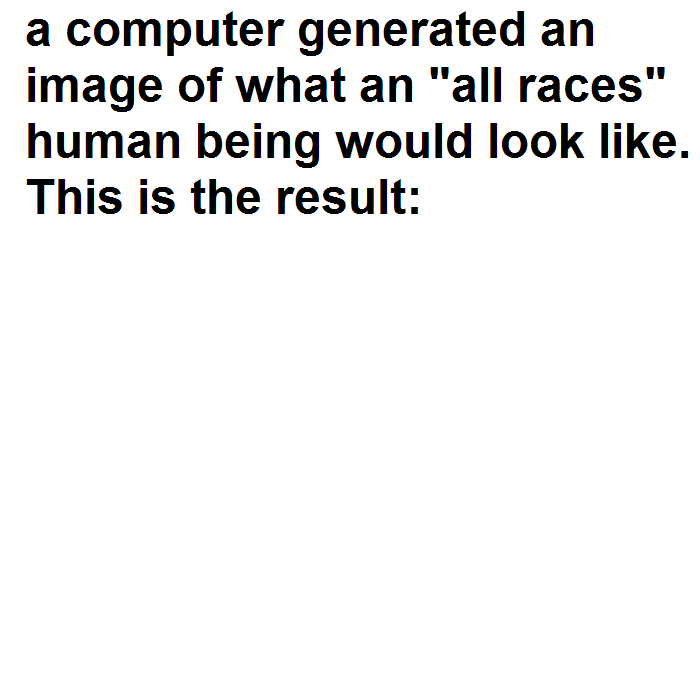 a computer generated an
image of what an "all races"
human being would look like.
This is the result: